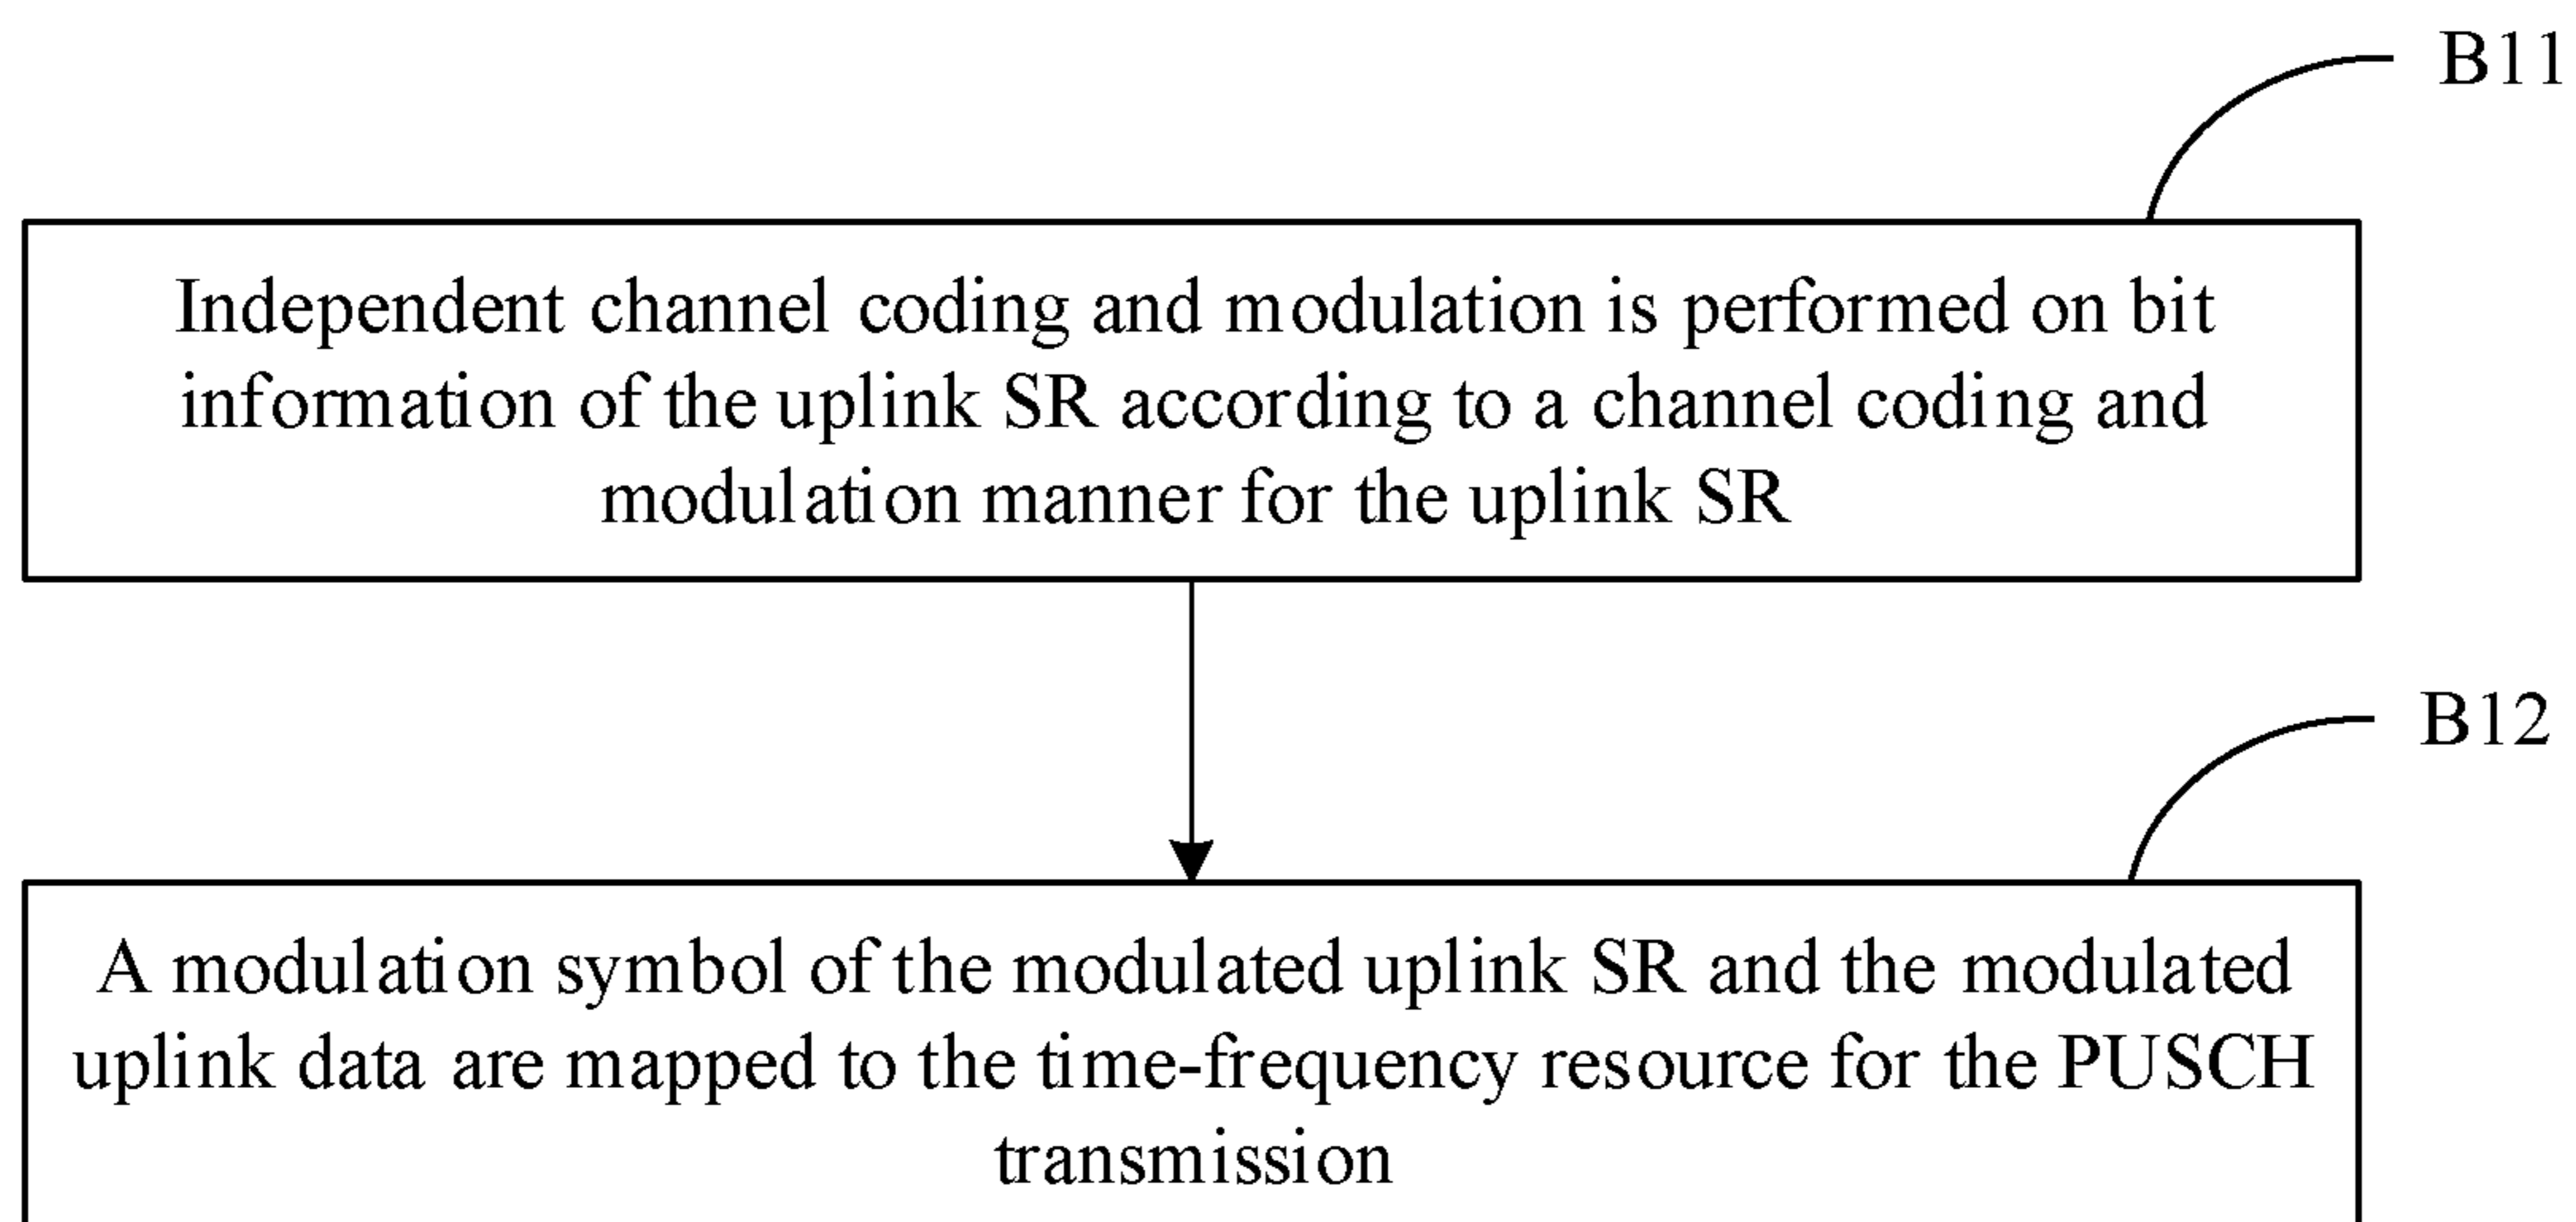 B11
Independent channel coding and modulation is performed on bit
information of the uplink SR according to a channel coding and
modulation manner for the uplink SR
B12
A modulation symbol of the modulated uplink SR and the modulated
uplink data are mapped to the time-frequency resource for the PUSCH
transmission